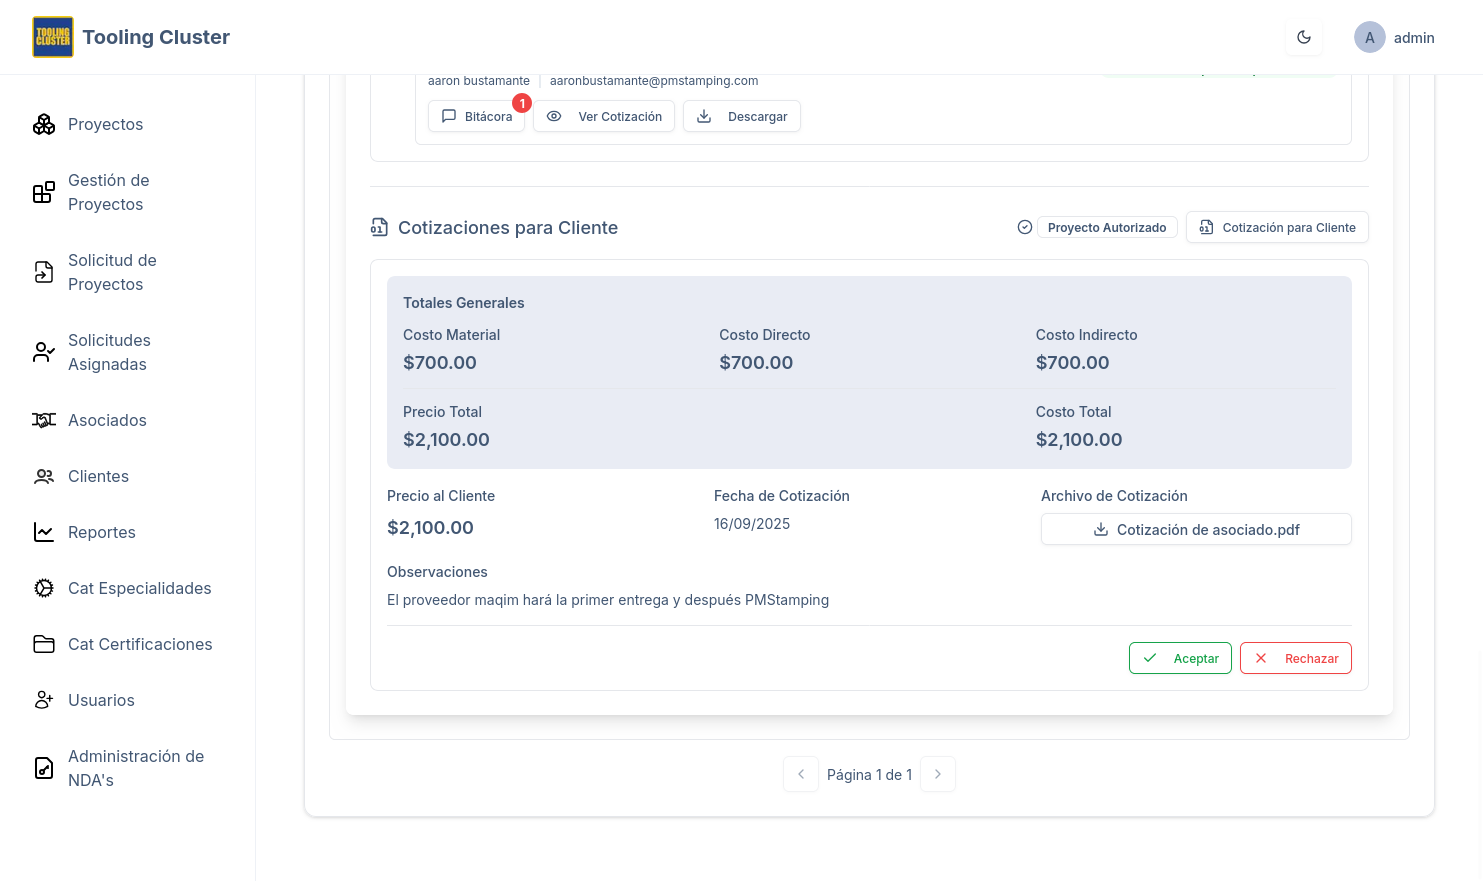 TOOLING
CLUSTER
Tooling Cluster
A
admin
Proyectos
Gestión de
Proyectos
Solicitud de
Proyectos
Solicitudes
Asignadas
Asociados
Clientes
Reportes
Cat Especialidades
Cat Certificaciones
Usuarios
Administración de
NDA's
aaron bustamante | aaronbustamante@pmstamping.com
Bitácora 1
Ver Cotización
Descargar
Cotizaciones para Cliente
Proyecto Autorizado
Cotización para Cliente
Totales Generales
Costo Material
$700.00
Costo Directo
$700.00
Costo Indirecto
$700.00
Precio Total
$2,100.00
Costo Total
$2,100.00
Precio al Cliente
$2,100.00
Fecha de Cotización
16/09/2025
Archivo de Cotización
Cotización de asociado.pdf
Observaciones
El proveedor maqim hará la primer entrega y después PMStamping
Aceptar
Rechazar
Página 1 de 1